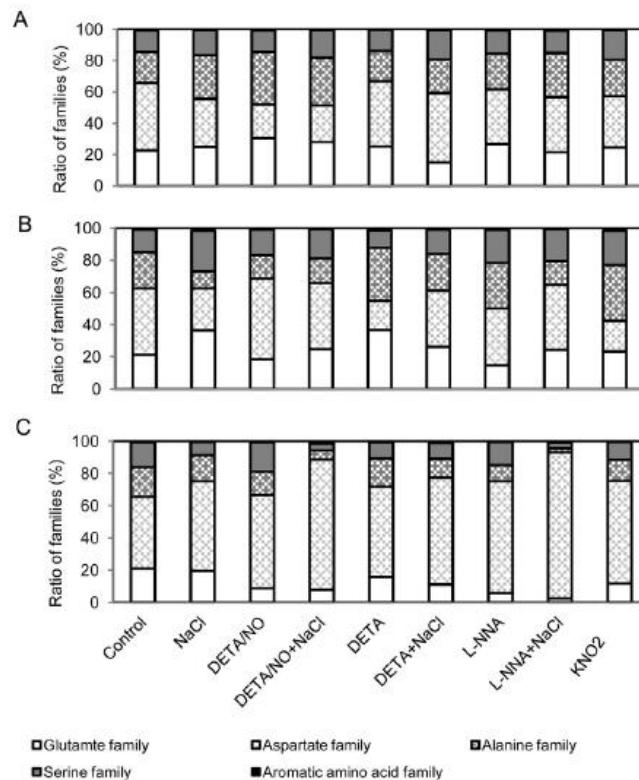 A
Ratio of families (%)
100
80
60
40
20
0
B
Ratio of families (%)
100
80
60
40
20
0
C
Ratio of families (%)
100
80
60
40
20
0
Control
NaCl
DETA/NO
DETA/NO+NaCl
DETA
DETA+NaCl
L-NNA
L-NNA+NaCl
KNO2
Glutamte family
Aspartate family
Alanine family
Serine family
Aromatic amino acid family